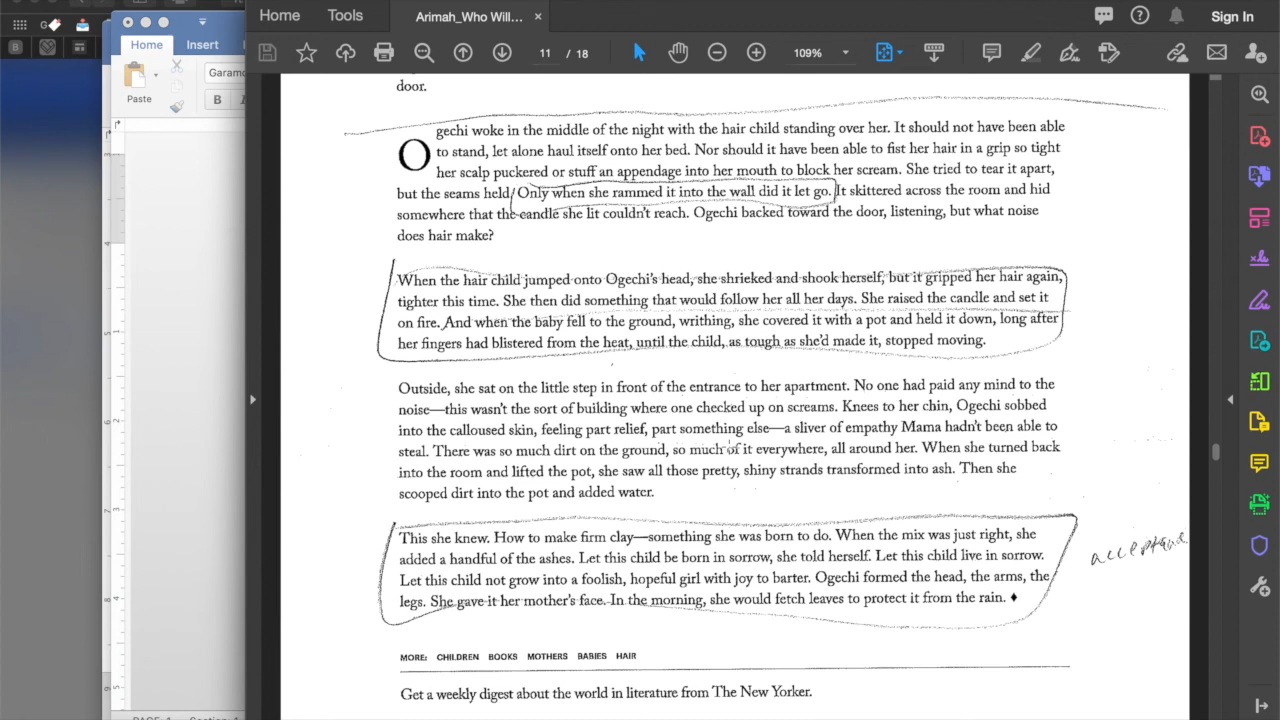 Home Tools Arimah_Who Will... × Sign In
Home Insert
11 / 18 109%
Garamo
Paste B I
door.
Ogechi woke in the middle of the night with the hair child standing over her. It should not have been able
to stand, let alone haul itself onto her bed. Nor should it have been able to fist her hair in a grip so tight
her scalp puckered or stuff an appendage into her mouth to block her scream. She tried to tear it apart,
but the seams held. Only when she rammed it into the wall did it let go. It skittered across the room and hid
somewhere that the candle she lit couldn't reach. Ogechi backed toward the door, listening, but what noise
does hair make?
When the hair child jumped onto Ogechi's head, she shrieked and shook herself, but it gripped her hair again,
tighter this time. She then did something that would follow her all her days. She raised the candle and set it
on fire. And when the baby fell to the ground, writhing, she covered it with a pot and held it down, long after
her fingers had blistered from the heat, until the child, as tough as she'd made it, stopped moving.
Outside, she sat on the little step in front of the entrance to her apartment. No one had paid any mind to the
noise—this wasn't the sort of building where one checked up on screams. Knees to her chin, Ogechi sobbed
into the calloused skin, feeling part relief, part something else—a sliver of empathy Mama hadn't been able to
steal. There was so much dirt on the ground, so much of it everywhere, all around her. When she turned back
into the room and lifted the pot, she saw all those pretty, shiny strands transformed into ash. Then she
scooped dirt into the pot and added water.
This she knew. How to make firm clay—something she was born to do. When the mix was just right, she
added a handful of the ashes. Let this child be born in sorrow, she told herself. Let this child live in sorrow.
Let this child not grow into a foolish, hopeful girl with joy to barter. Ogechi formed the head, the arms, the
legs. She gave it her mother's face. In the morning, she would fetch leaves to protect it from the rain. ♦
acceptance
MORE: CHILDREN BOOKS MOTHERS BABIES HAIR
Get a weekly digest about the world in literature from The New Yorker.